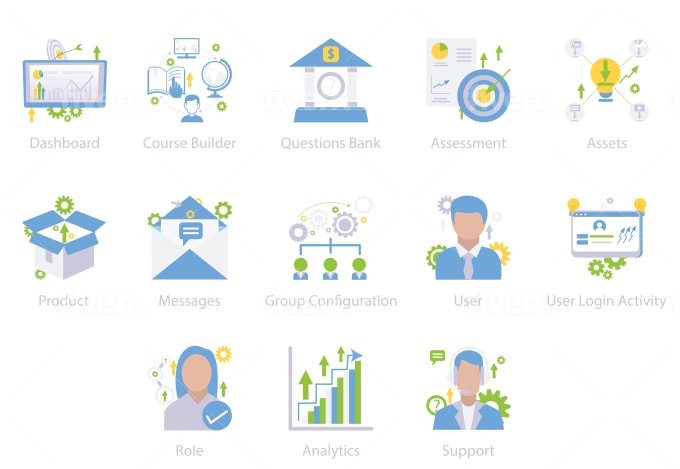 Dashboard
Course Builder
$
Questions Bank
Assessment
Assets
Product
Messages
Group Configuration
User
User Login Activity
Role
?
Analytics
Support